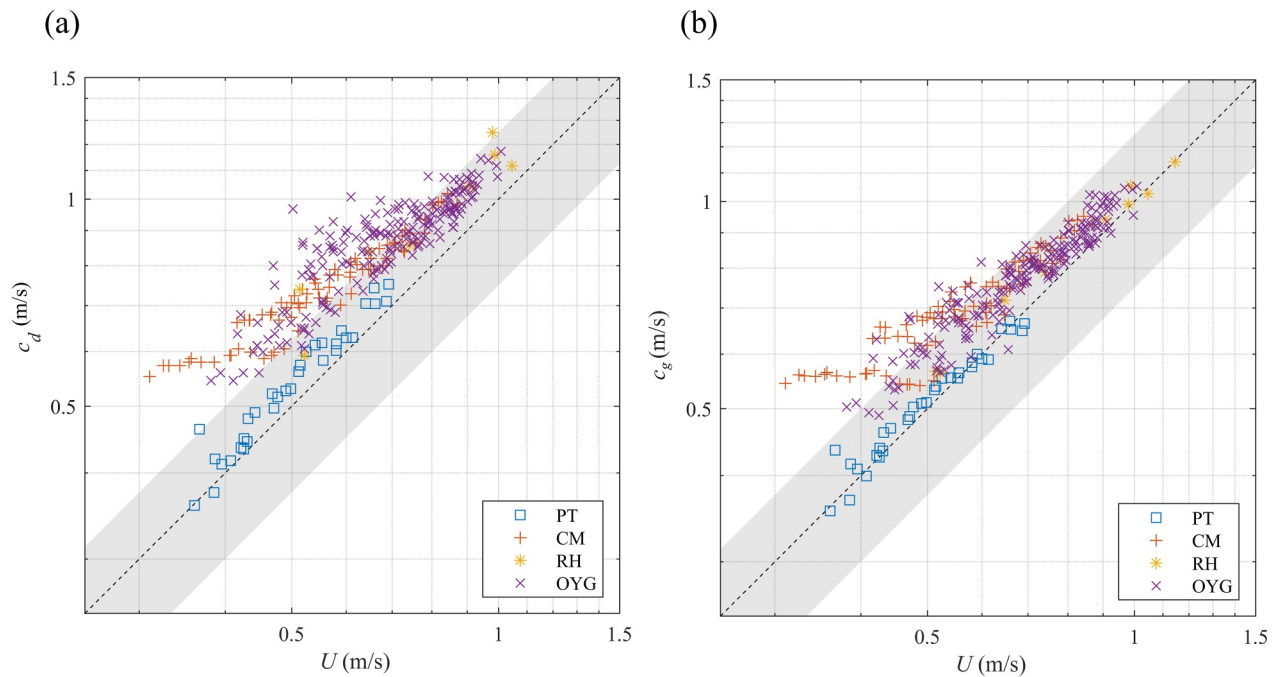 (a)
1.5
1
0.5
c_d (m/s)
0.5
1
1.5
U (m/s)
PT
CM
RH
OYG
(b)
1.5
1
0.5
c_g (m/s)
0.5
1
1.5
U (m/s)
PT
CM
RH
OYG